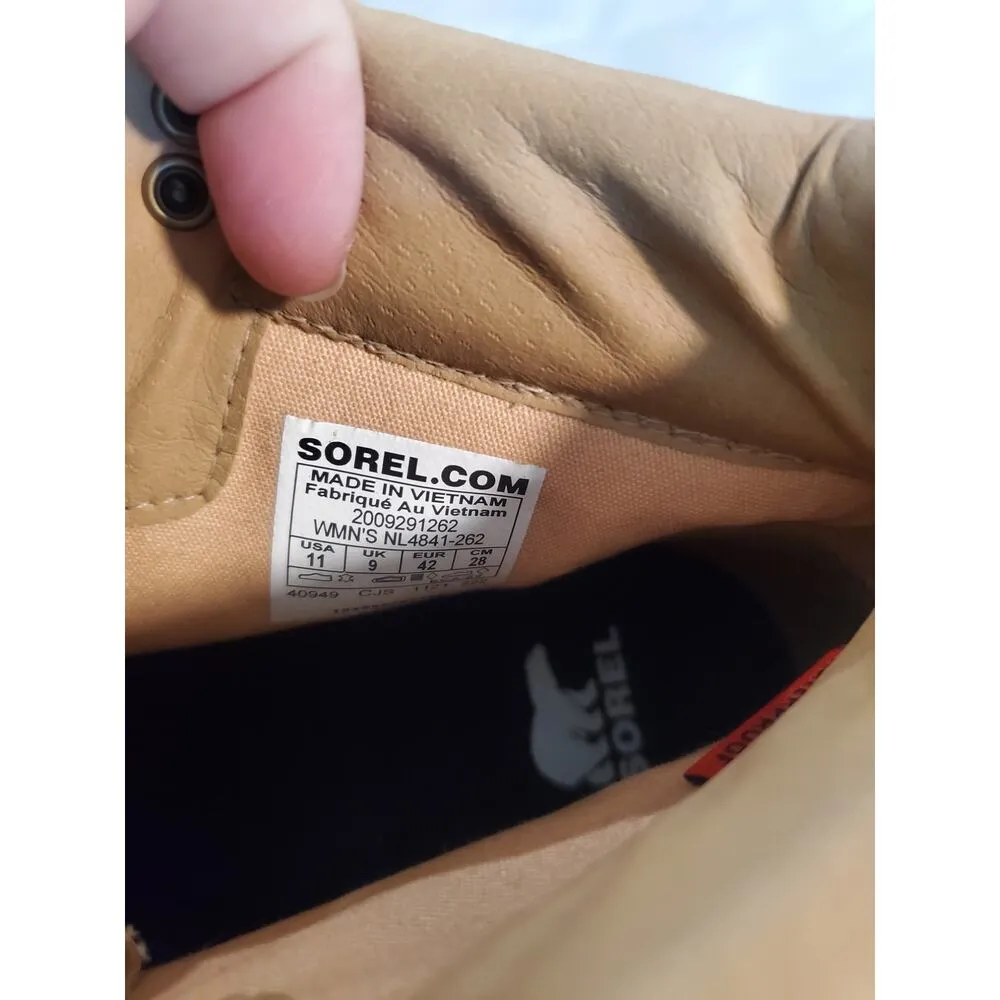 SOREL.COM
MADE IN VIETNAM
Fabriqué Au Vietnam
2009291262
WMN'S NL4841-262
USA UK EUR CM
11 9 42 28
40949 CJS
SOREL